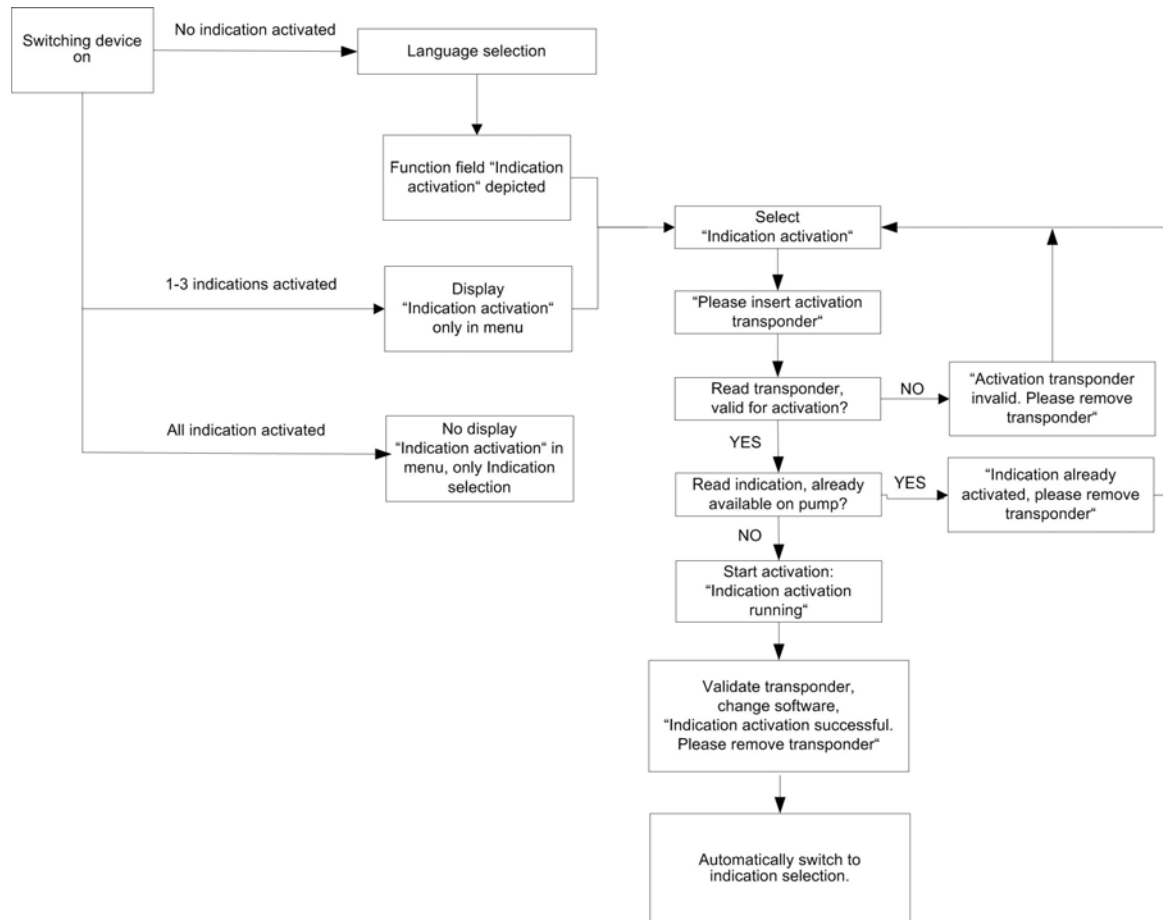 Switching device
on
No indication activated
Language selection
Function field “Indication
activation“ depicted
Select
“Indication activation“
1-3 indications activated
Display
“Indication activation“
only in menu
“Please insert activation
transponder“
Read transponder,
valid for activation?
NO
“Activation transponder
invalid. Please remove
transponder“
YES
All indication activated
No display
“Indication activation“ in
menu, only Indication
selection
Read indication, already
available on pump?
YES
“Indication already
activated, please remove
transponder“
NO
Start activation:
“Indication activation
running“
Validate transponder,
change software,
“Indication activation successful.
Please remove transponder“
Automatically switch to
indication selection.